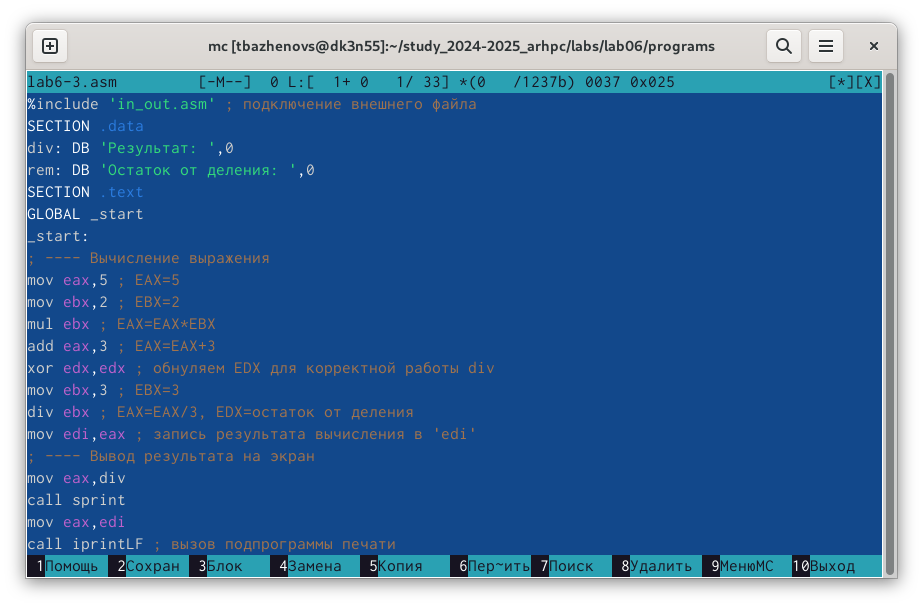 mc [tbazhenovs@dk3n55]:~/study_2024-2025_arhpc/labs/lab06/programs
lab6-3.asm [-M--] 0 L:[ 1+ 0 1/ 33] *(0 /1237b) 0037 0x025 [*][X]
%include 'in_out.asm' ; подключение внешнего файла
SECTION .data
div: DB 'Результат: ',0
rem: DB 'Остаток от деления: ',0
SECTION .text
GLOBAL _start
_start:
; ---- Вычисление выражения
mov eax,5 ; EAX=5
mov ebx,2 ; EBX=2
mul ebx ; EAX=EAX*EBX
add eax,3 ; EAX=EAX+3
xor edx,edx ; обнуляем EDX для корректной работы div
mov ebx,3 ; EBX=3
div ebx ; EAX=EAX/3, EDX=остаток от деления
mov edi,eax ; запись результата вычисления в 'edi'
; ---- Вывод результата на экран
mov eax,div
call sprint
mov eax,edi
call iprintLF ; вызов подпрограммы печати
1Помощь 2Сохран 3Блок 4Замена 5Копия 6Пер~ить 7Поиск 8Удалить 9МенюMC 10Выход